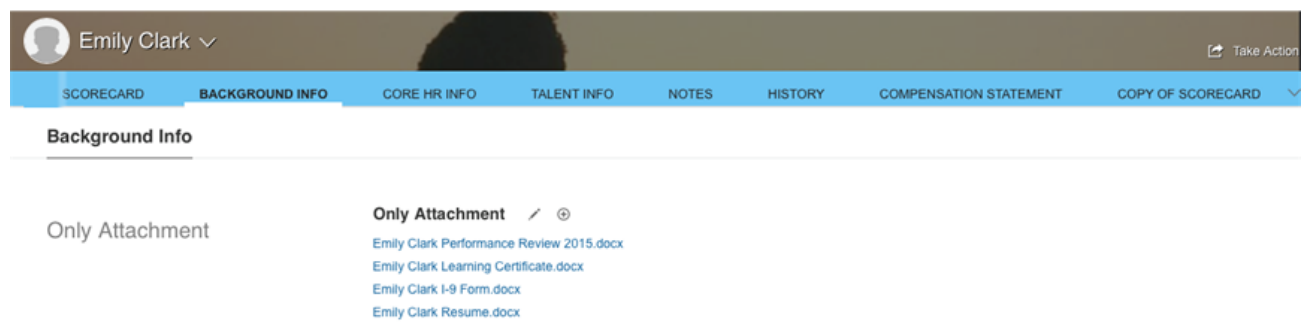 Emily Clark
Take Action
SCORECARD BACKGROUND INFO CORE HR INFO TALENT INFO NOTES HISTORY COMPENSATION STATEMENT COPY OF SCORECARD
Background Info
Only Attachment
Only Attachment
Emily Clark Performance Review 2015.docx
Emily Clark Learning Certificate.docx
Emily Clark I-9 Form.docx
Emily Clark Resume.docx